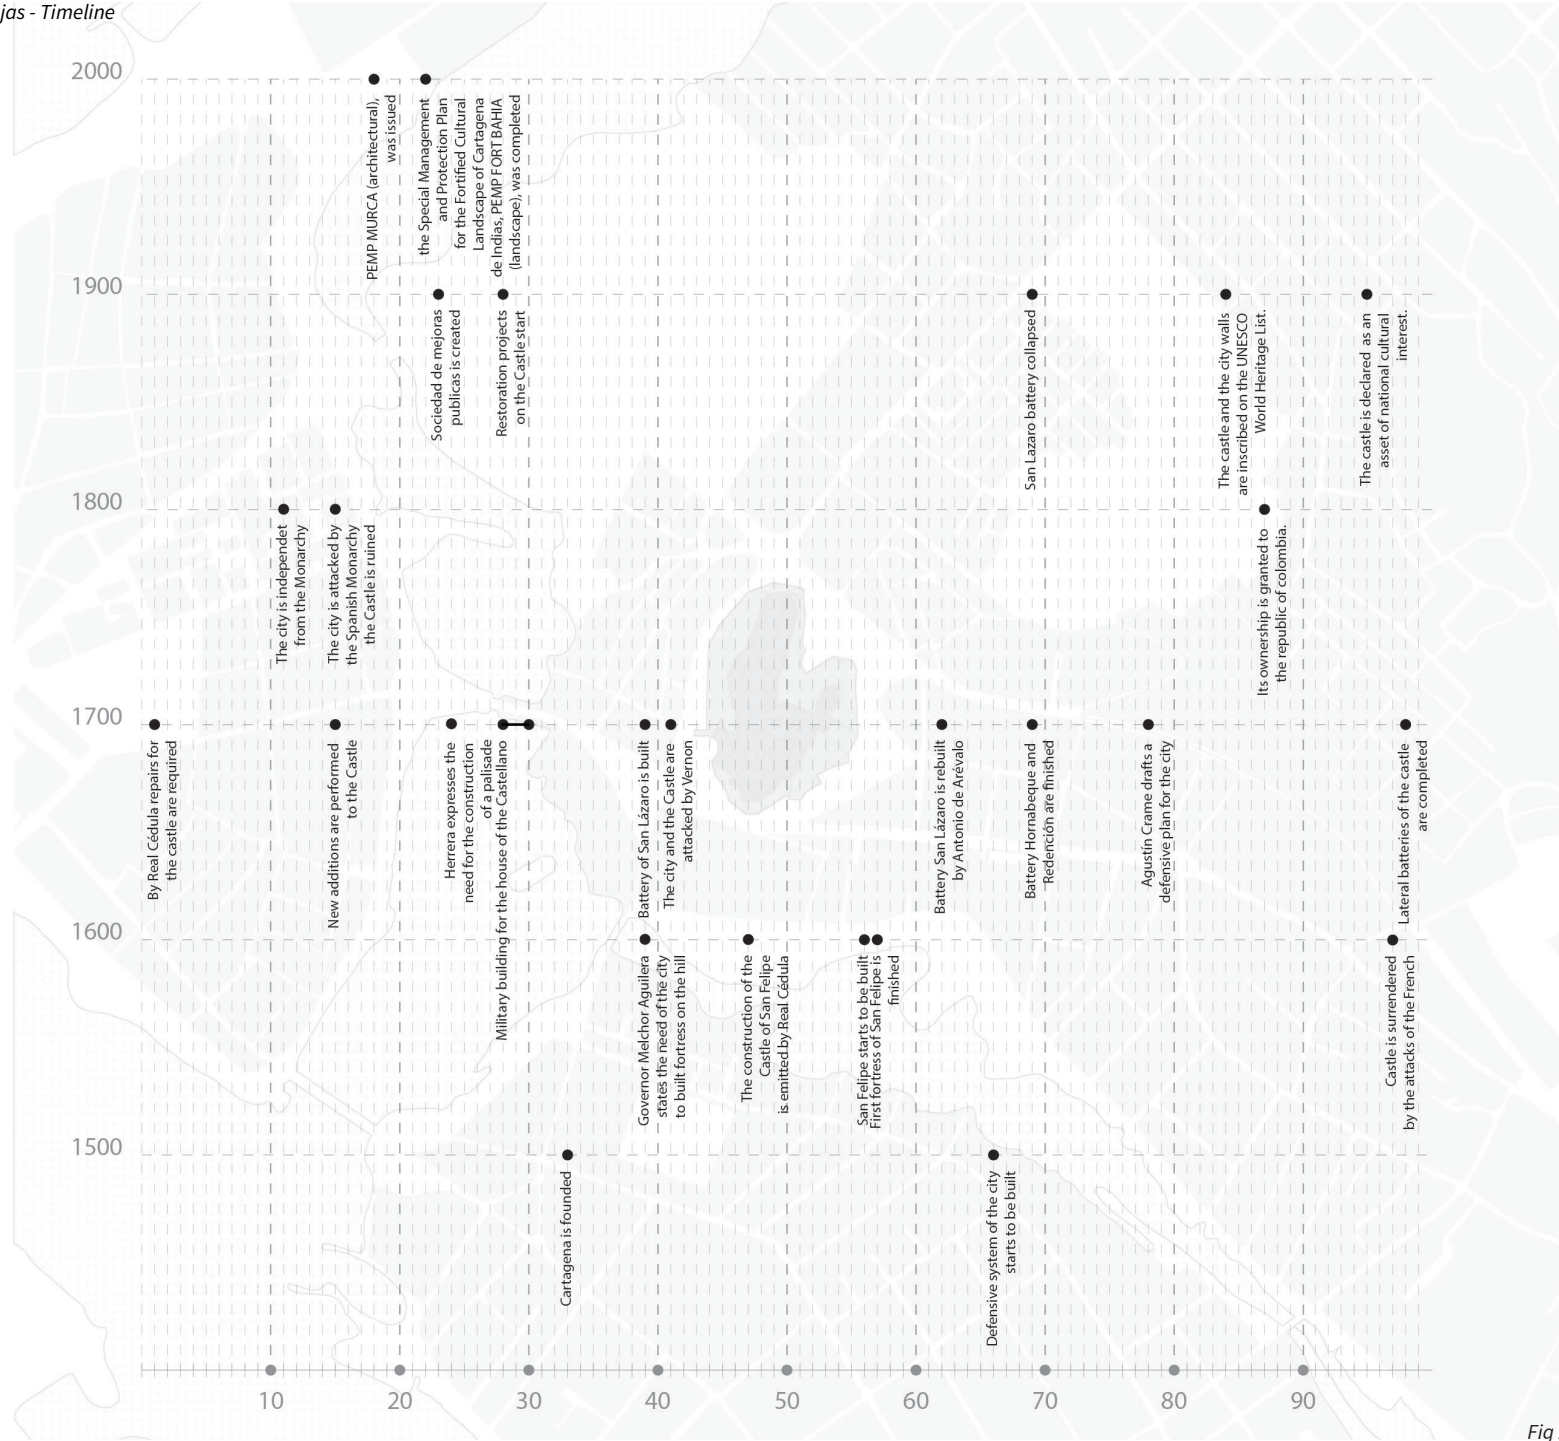 jas - Timeline
2000
PEMP MURCA (architectural),
was issued
the Special Management
and Protection Plan
for the Fortified Cultural
Landscape of Cartagena
de Indias, PEMP FORT BAHIA
(landscape), was completed
1900
Sociedad de mejoras
publicas is created
Restoration projects
on the Castle start
San Lazaro battery collapsed
The castle and the city walls
are inscribed on the UNESCO
World Heritage List.
The castle is declared as an
asset of national cultural
interest.
1800
The city is independet
from the Monarchy
The city is attacked by
the Spanish Monarchy
the Castle is ruined
Its ownership is granted to
the republic of colombia.
1700
By Real Cédula repairs for
the castle are required
New additions are performed
to the Castle
Herrera expresses the
need for the construction
of a palisade
Military building for the house of the Castellano
Battery of San Lázaro is built
The city and the Castle are
attacked by Vernon
Battery San Lázaro is rebuilt
by Antonio de Arévalo
Battery Hornabeque and
Redención are finished
Agustín Crame drafts a
defensive plan for the city
Lateral batteries of the castle
are completed
1600
Governor Melchor Aguilera
states the need of the city
to built fortress on the hill
The construction of the
Castle of San Felipe
is emitted by Real Cédula
San Felipe starts to be built
First fortress of San Felipe is
finished
Castle is surrendered
by the attacks of the French
1500
Cartagena is founded
Defensive system of the city
starts to be built
10
20
30
40
50
60
70
80
90
Fig